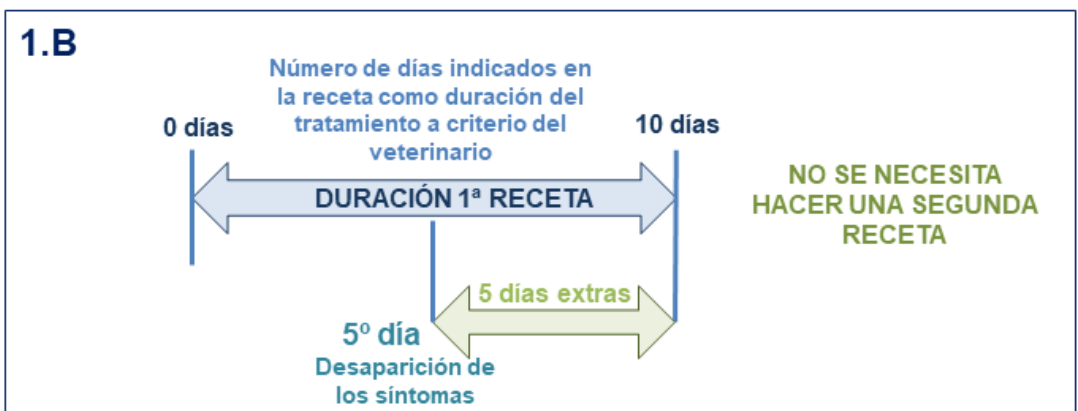 1.B
Número de días indicados en
la receta como duración del
tratamiento a criterio del
veterinario
0 días
10 días
DURACIÓN 1ª RECETA
NO SE NECESITA
HACER UNA SEGUNDA
RECETA
5 días extras
5º día
Desaparición de
los síntomas